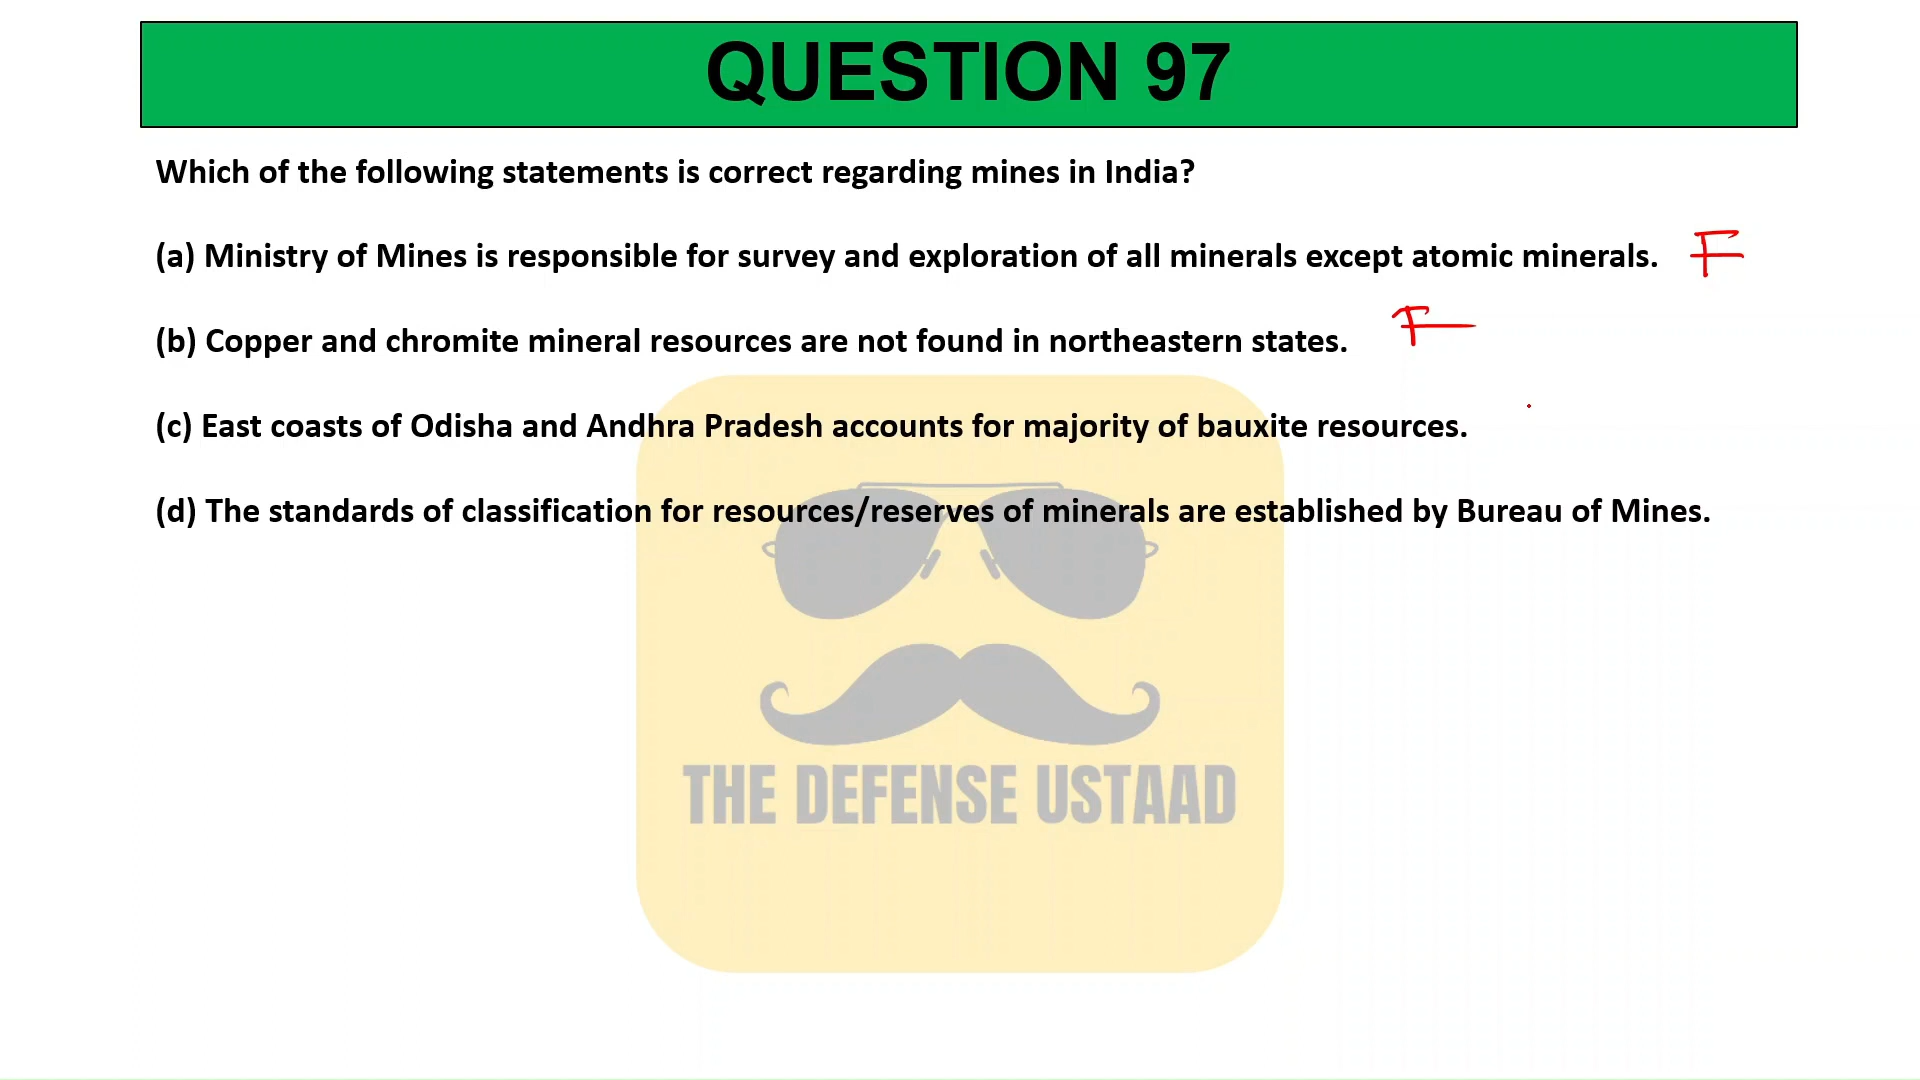 QUESTION 97
Which of the following statements is correct regarding mines in India?
(a) Ministry of Mines is responsible for survey and exploration of all minerals except atomic minerals. F
(b) Copper and chromite mineral resources are not found in northeastern states. F
(c) East coasts of Odisha and Andhra Pradesh accounts for majority of bauxite resources.
(d) The standards of classification for resources/reserves of minerals are established by Bureau of Mines.
THE DEFENSE USTAAD